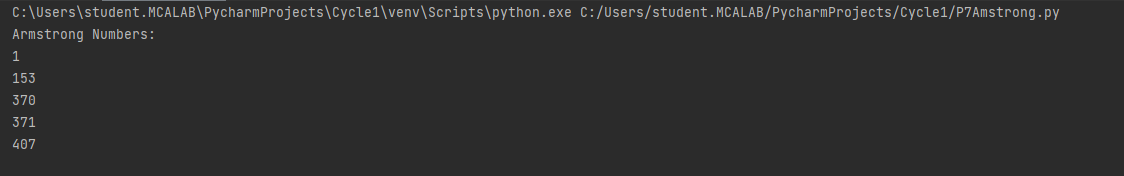 C:\Users\student.MCALAB\PycharmProjects\Cycle1\venv\Scripts\python.exe C:/Users/student.MCALAB/PycharmProjects/Cycle1/P7Amstrong.py
Armstrong Numbers:
1
153
370
371
407